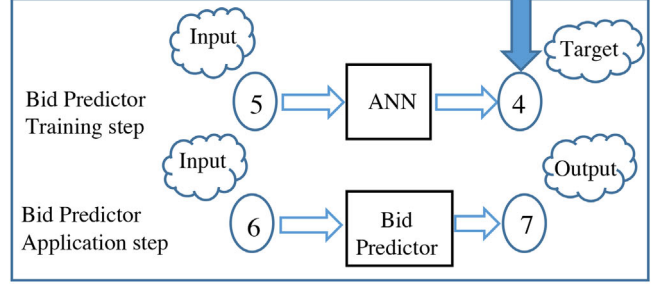 Input
Target
Bid Predictor
Training step
5
ANN
4
Input
Output
Bid Predictor
Application step
6
Bid
Predictor
7